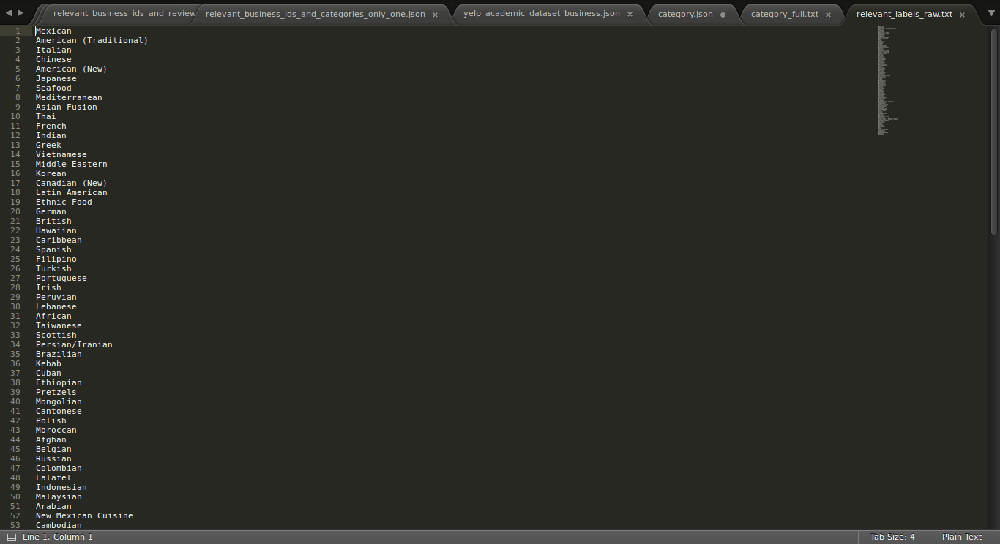 relevant_business_ids_and_review
relevant_business_ids_and_categories_only_one.json ×
yelp_academic_dataset_business.json ×
category.json
category_full.txt ×
relevant_labels_raw.txt ×
1 Mexican
2 American (Traditional)
3 Italian
4 Chinese
5 American (New)
6 Japanese
7 Seafood
8 Mediterranean
9 Asian Fusion
10 Thai
11 French
12 Indian
13 Greek
14 Vietnamese
15 Middle Eastern
16 Korean
17 Canadian (New)
18 Latin American
19 Ethnic Food
20 German
21 British
22 Hawaiian
23 Caribbean
24 Spanish
25 Filipino
26 Turkish
27 Portuguese
28 Irish
29 Peruvian
30 Lebanese
31 African
32 Taiwanese
33 Scottish
34 Persian/Iranian
35 Brazilian
36 Kebab
37 Cuban
38 Ethiopian
39 Pretzels
40 Mongolian
41 Cantonese
42 Polish
43 Moroccan
44 Afghan
45 Belgian
46 Russian
47 Colombian
48 Falafel
49 Indonesian
50 Malaysian
51 Arabian
52 New Mexican Cuisine
53 Cambodian
Line 1, Column 1
Tab Size: 4
Plain Text